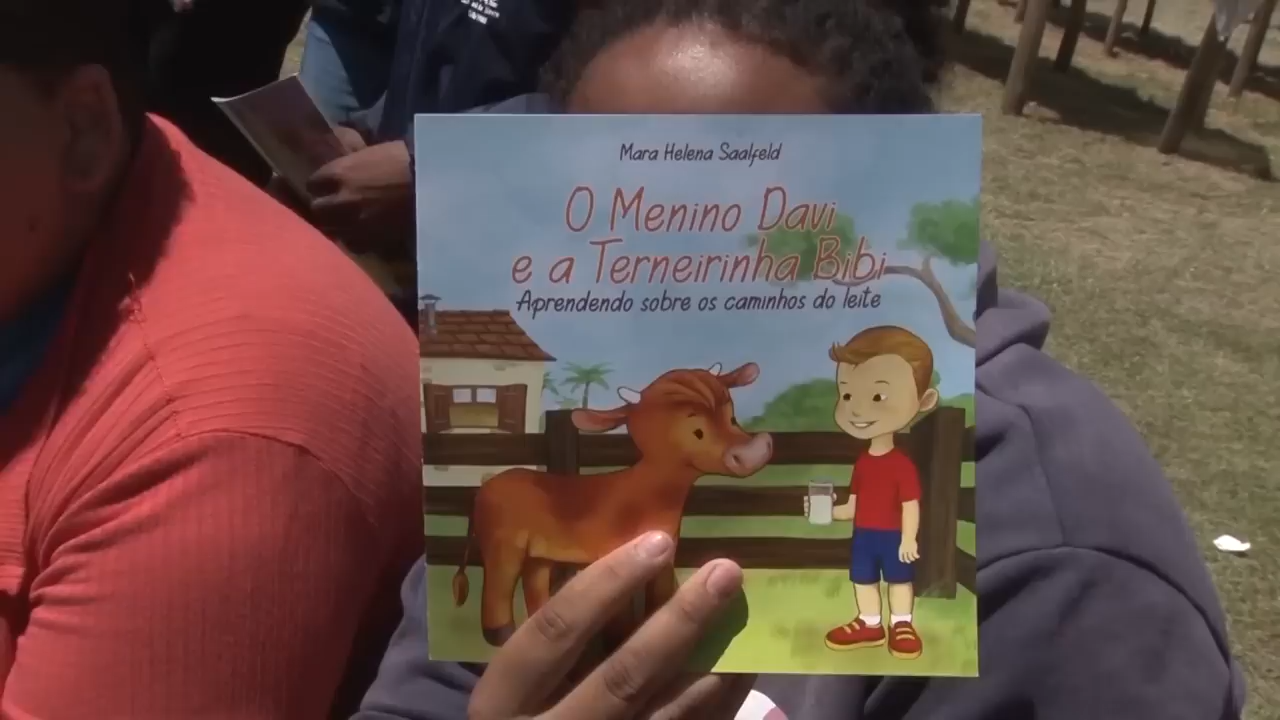 Mara Helena Saalfeld
O Menino Davi
e a Terneirinha Bibi
Aprendendo sobre os caminhos do leite